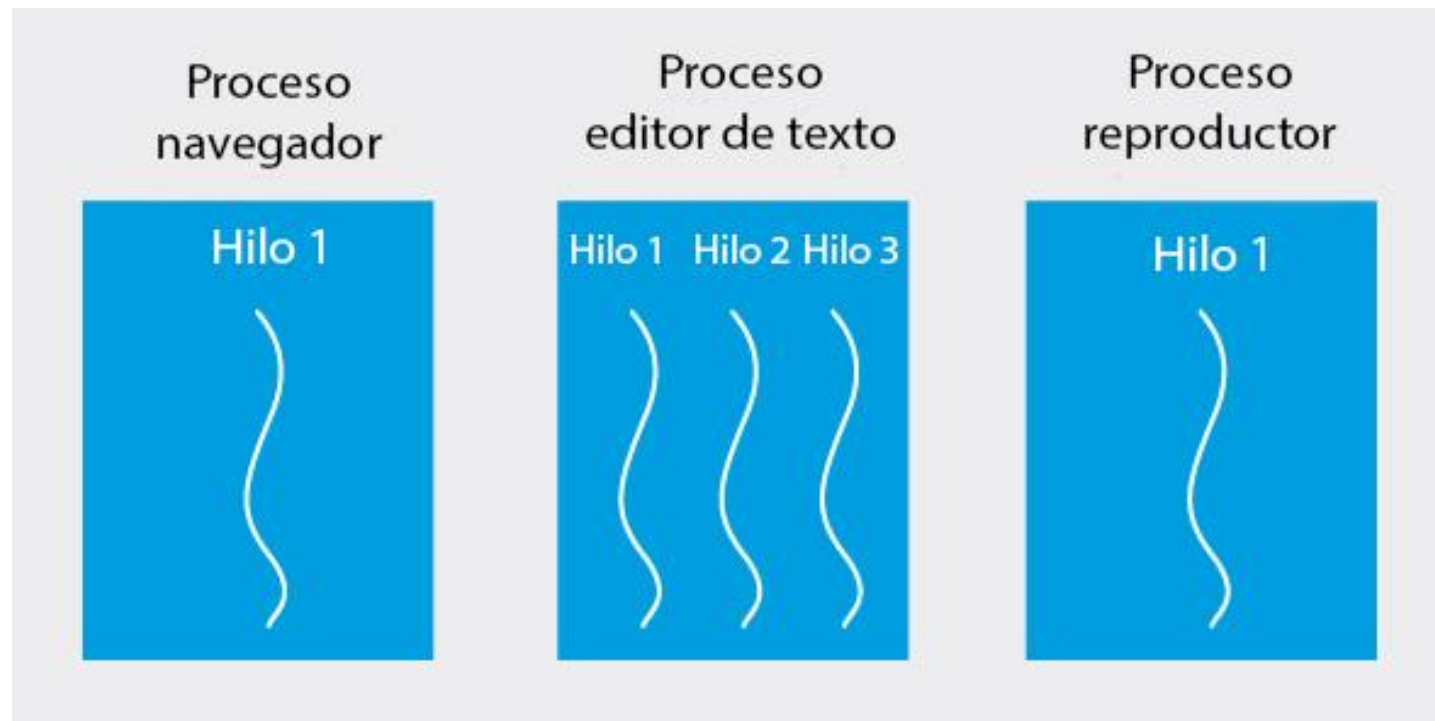 Proceso
navegador
Proceso
editor de texto
Proceso
reproductor
Hilo 1
Hilo 1 Hilo 2 Hilo 3
Hilo 1